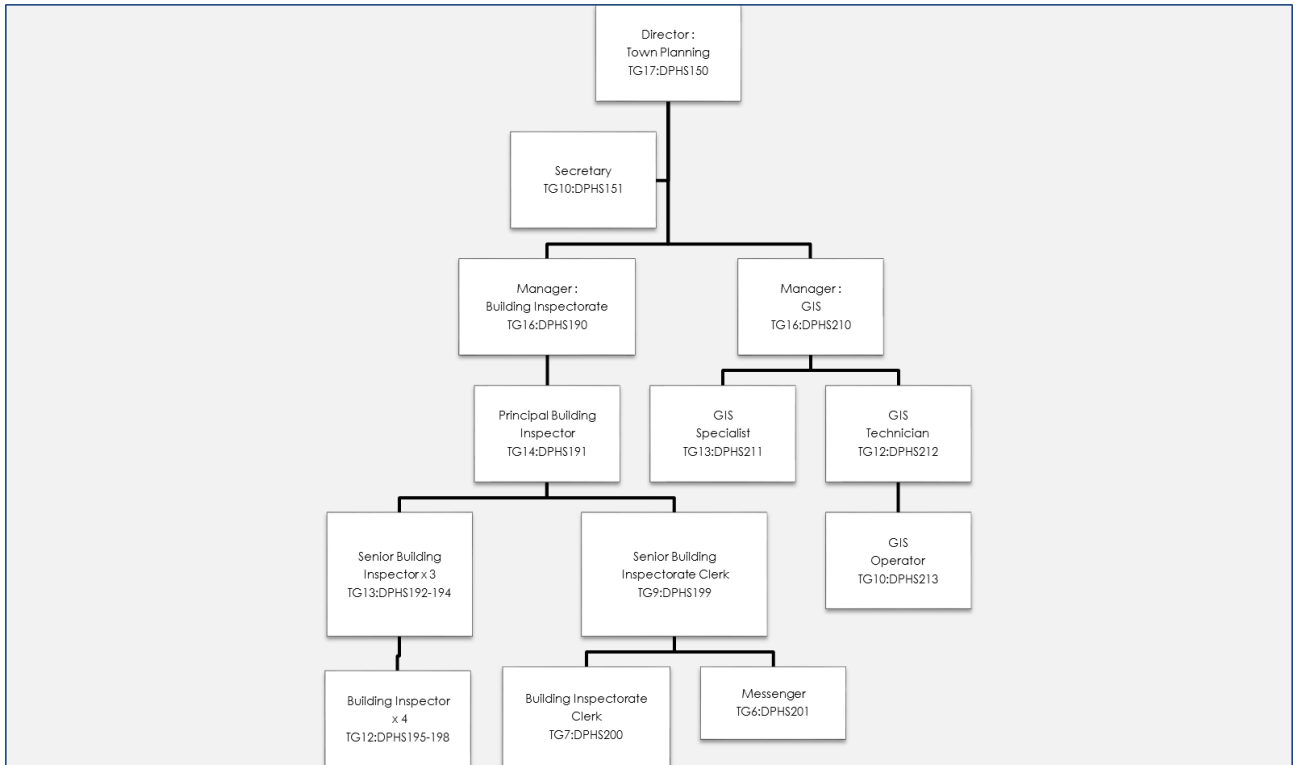 Director :
Town Planning
TG17:DPHS150
Secretary
TG10:DPHS151
Manager :
Building Inspectorate
TG16:DPHS190
Manager :
GIS
TG16:DPHS210
Principal Building
Inspector
TG14:DPHS191
GIS
Specialist
TG13:DPHS211
GIS
Technician
TG12:DPHS212
Senior Building
Inspector x 3
TG13:DPHS192-194
Senior Building
Inspectorate Clerk
TG9:DPHS199
GIS
Operator
TG10:DPHS213
Building Inspector
x 4
TG12:DPHS195-198
Building Inspectorate
Clerk
TG7:DPHS200
Messenger
TG6:DPHS201